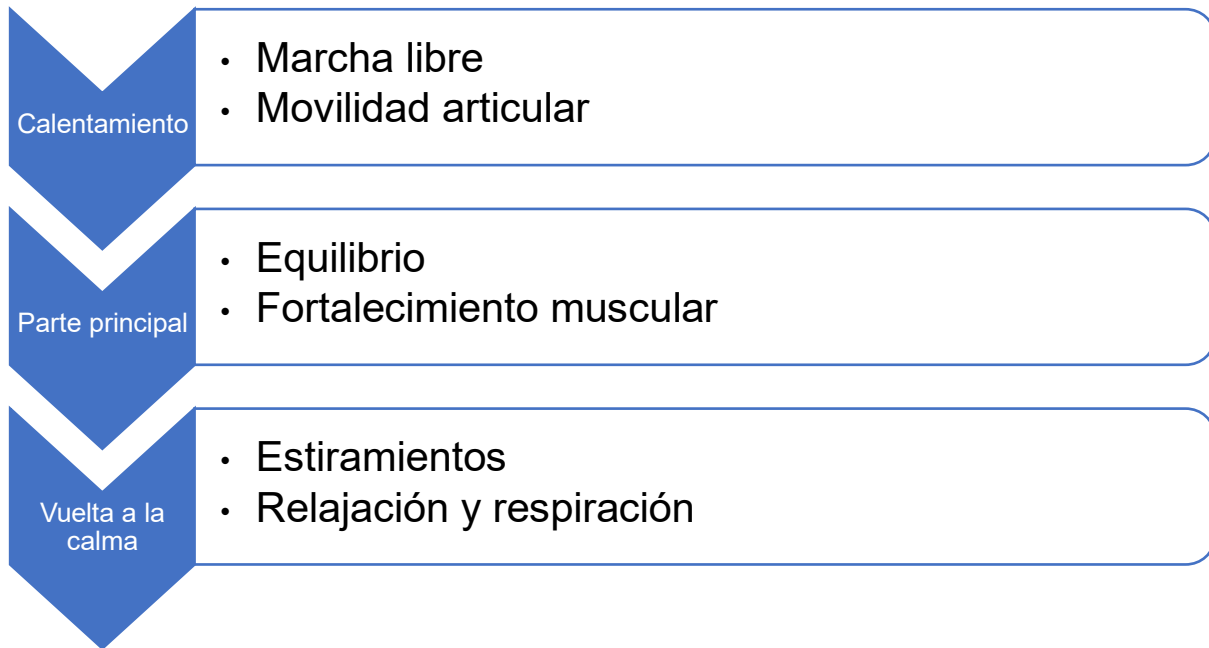 Calentamiento
• Marcha libre
• Movilidad articular
Parte principal
• Equilibrio
• Fortalecimiento muscular
Vuelta a la
calma
• Estiramientos
• Relajación y respiración